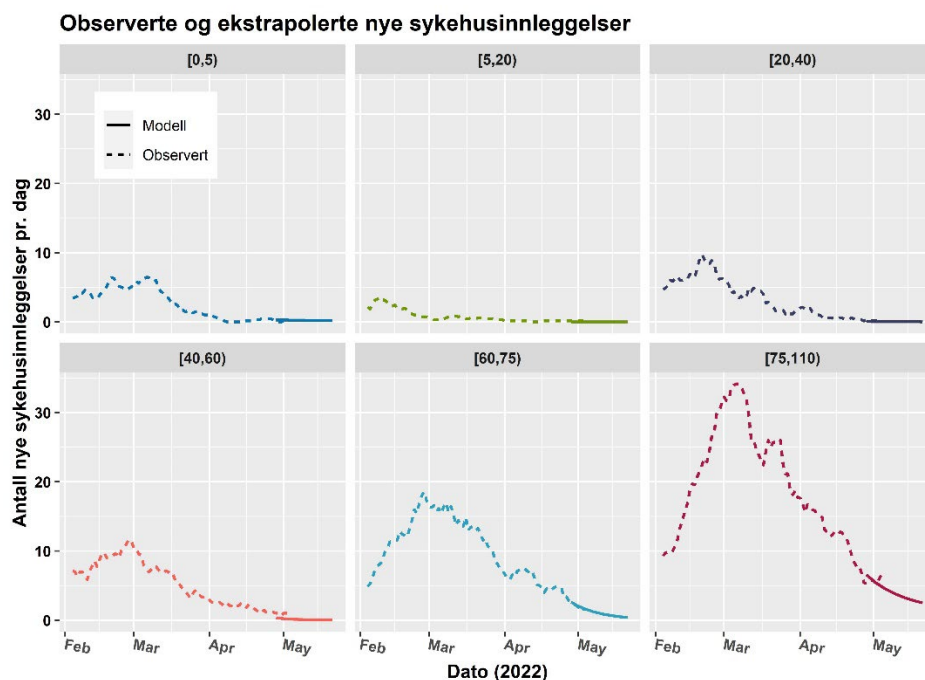 Observerte og ekstrapolerte nye sykehusinnleggelser
[0,5)
[5,20)
[20,40)
30
20
10
0
Modell
Observert
[40,60)
[60,75)
[75,110)
30
20
10
0
Antall nye sykehusinnleggelser pr. dag
Feb
Mar
Apr
May
Feb
Mar
Apr
May
Feb
Mar
Apr
May
Dato (2022)